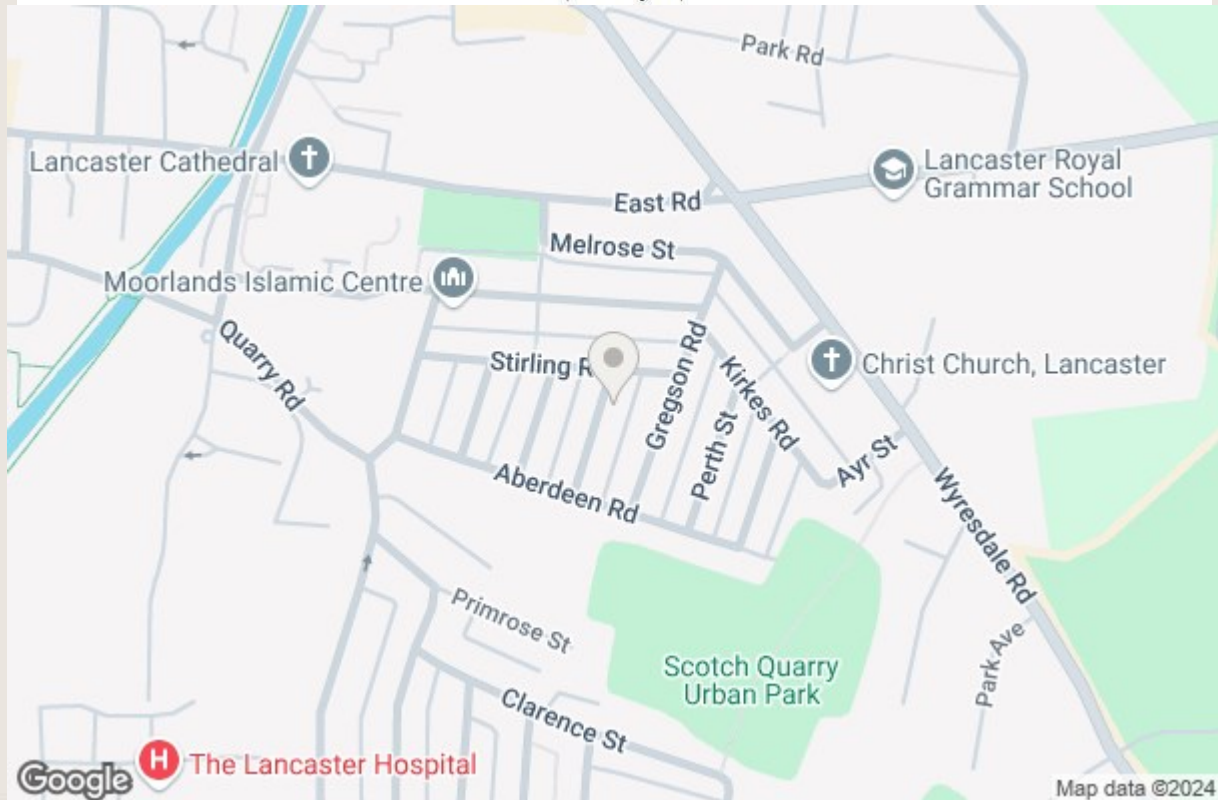 Park Rd
Lancaster Cathedral
Lancaster Royal
Grammar School
East Rd
Melrose St
Moorlands Islamic Centre
Quarry Rd
Stirling
Gregson Rd
Kirkes Rd
Christ Church, Lancaster
Perth St
Ayr St
Aberdeen Rd
Wyresdale Rd
Primrose St
Park Ave
Scotch Quarry
Urban Park
Clarence St
H
The Lancaster Hospital
Google
Map data ©2024